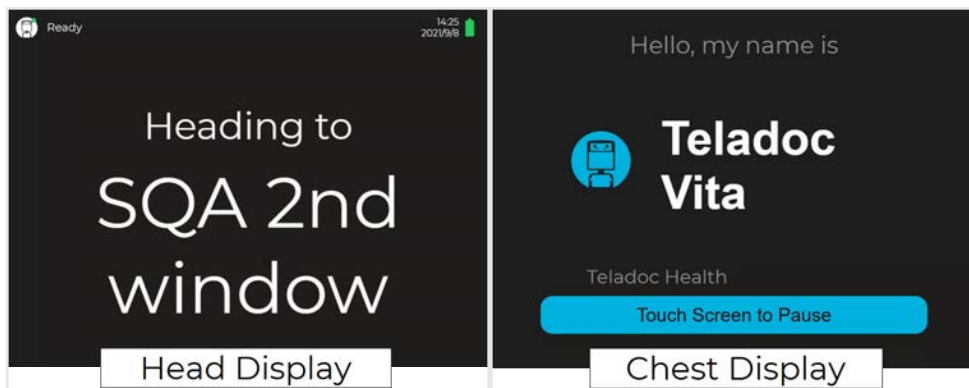 Ready
14:25
2021/9/8
Heading to
SQA 2nd
window
Head Display
Hello, my name is
Teladoc
Vita
Teladoc Health
Touch Screen to Pause
Chest Display